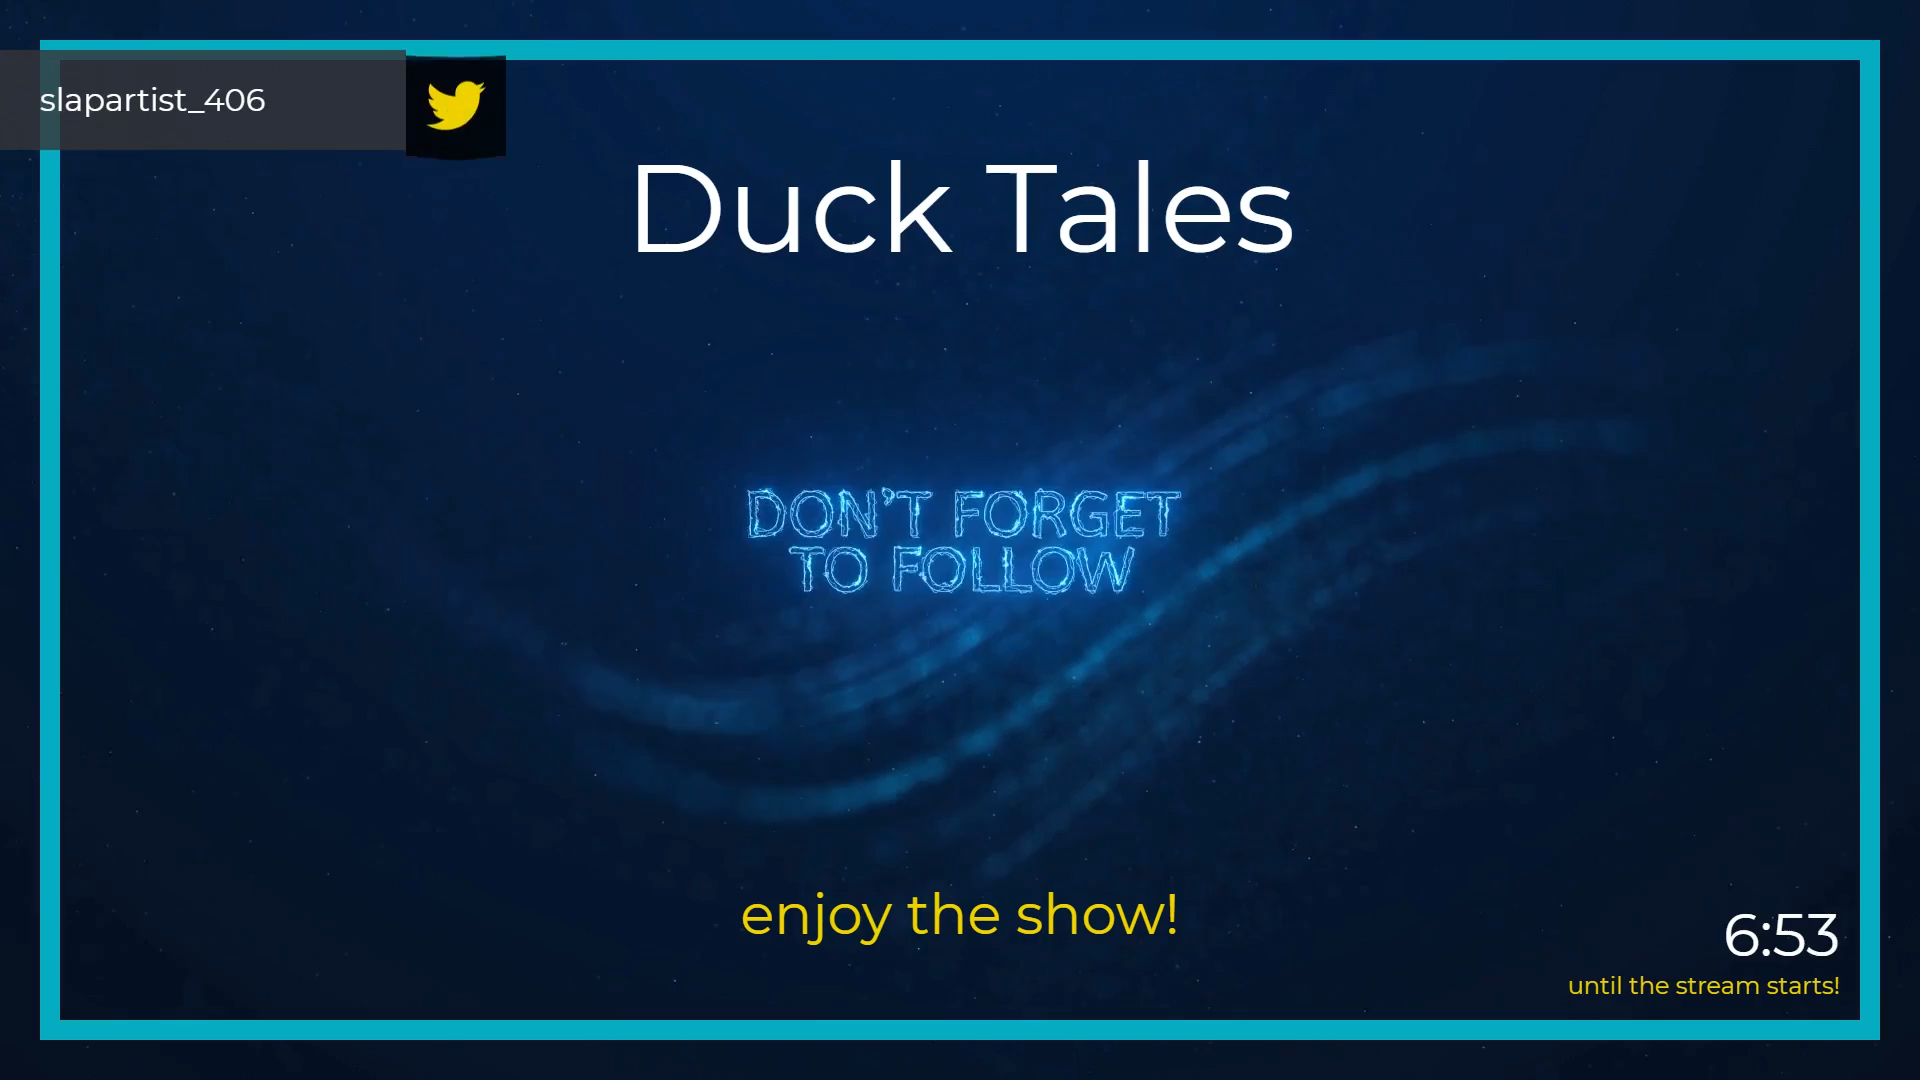 slapartist_406
Duck Tales
DON'T FORGET
TO FOLLOW
enjoy the show!
6:53
until the stream starts!